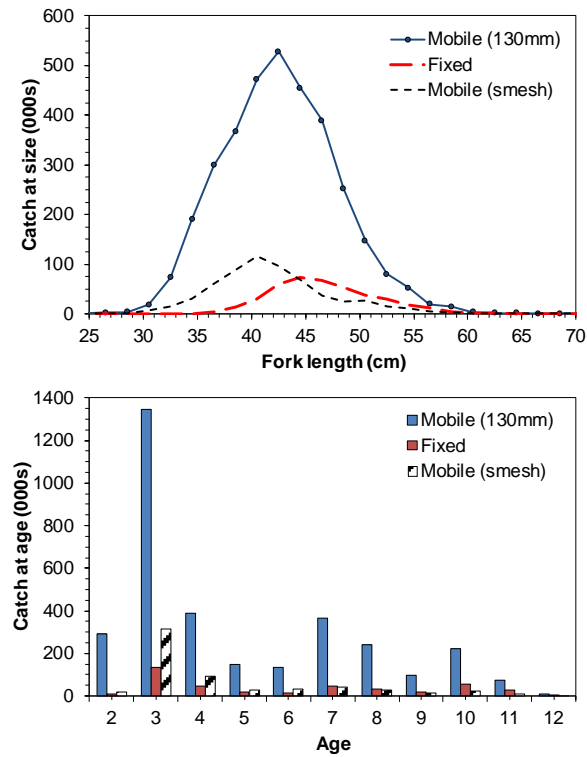 600
500
400
300
200
100
0
Catch at size (000s)
Mobile (130mm)
Fixed
Mobile (smesh)
25 30 35 40 45 50 55 60 65 70
Fork length (cm)
1400
1200
1000
800
600
400
200
0
Catch at age (000s)
Mobile (130mm)
Fixed
Mobile (smesh)
2 3 4 5 6 7 8 9 10 11 12
Age